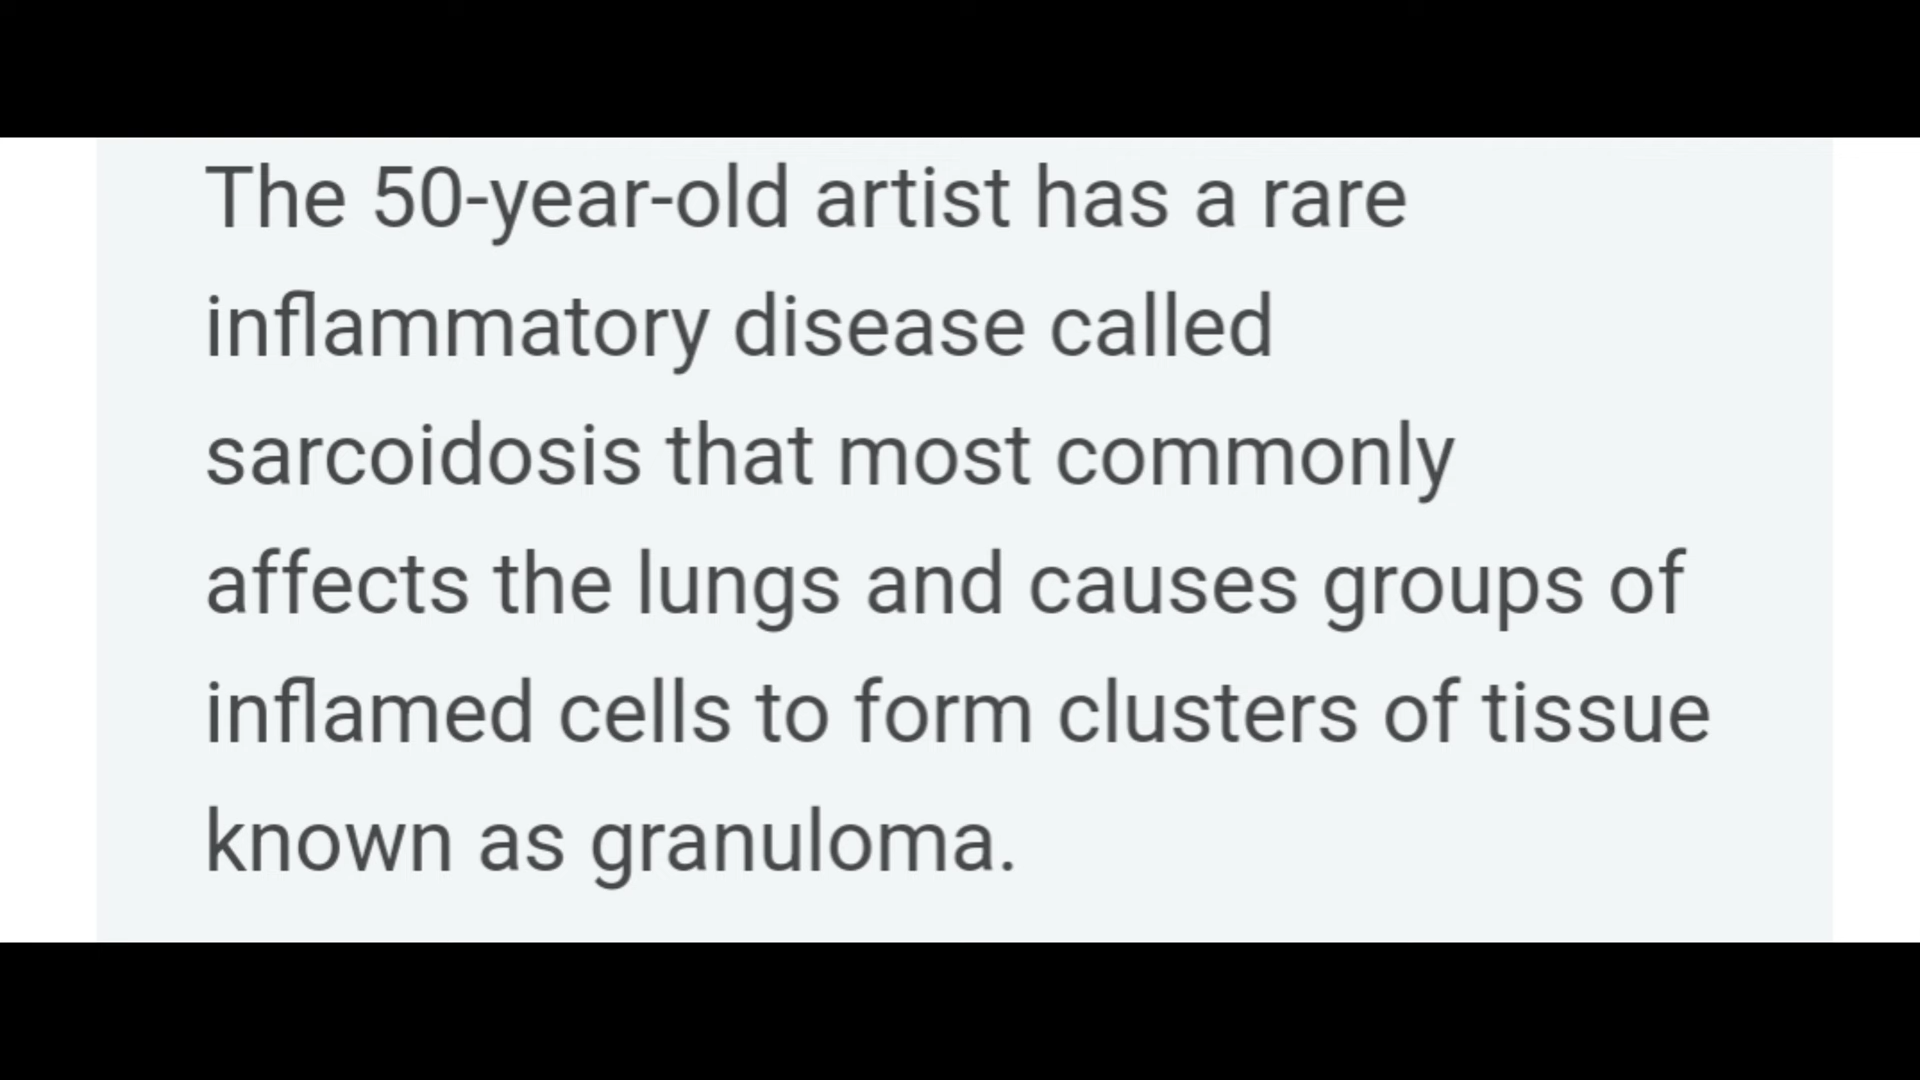 The 50-year-old artist has a rare
inflammatory disease called
sarcoidosis that most commonly
affects the lungs and causes groups of
inflamed cells to form clusters of tissue
known as granuloma.